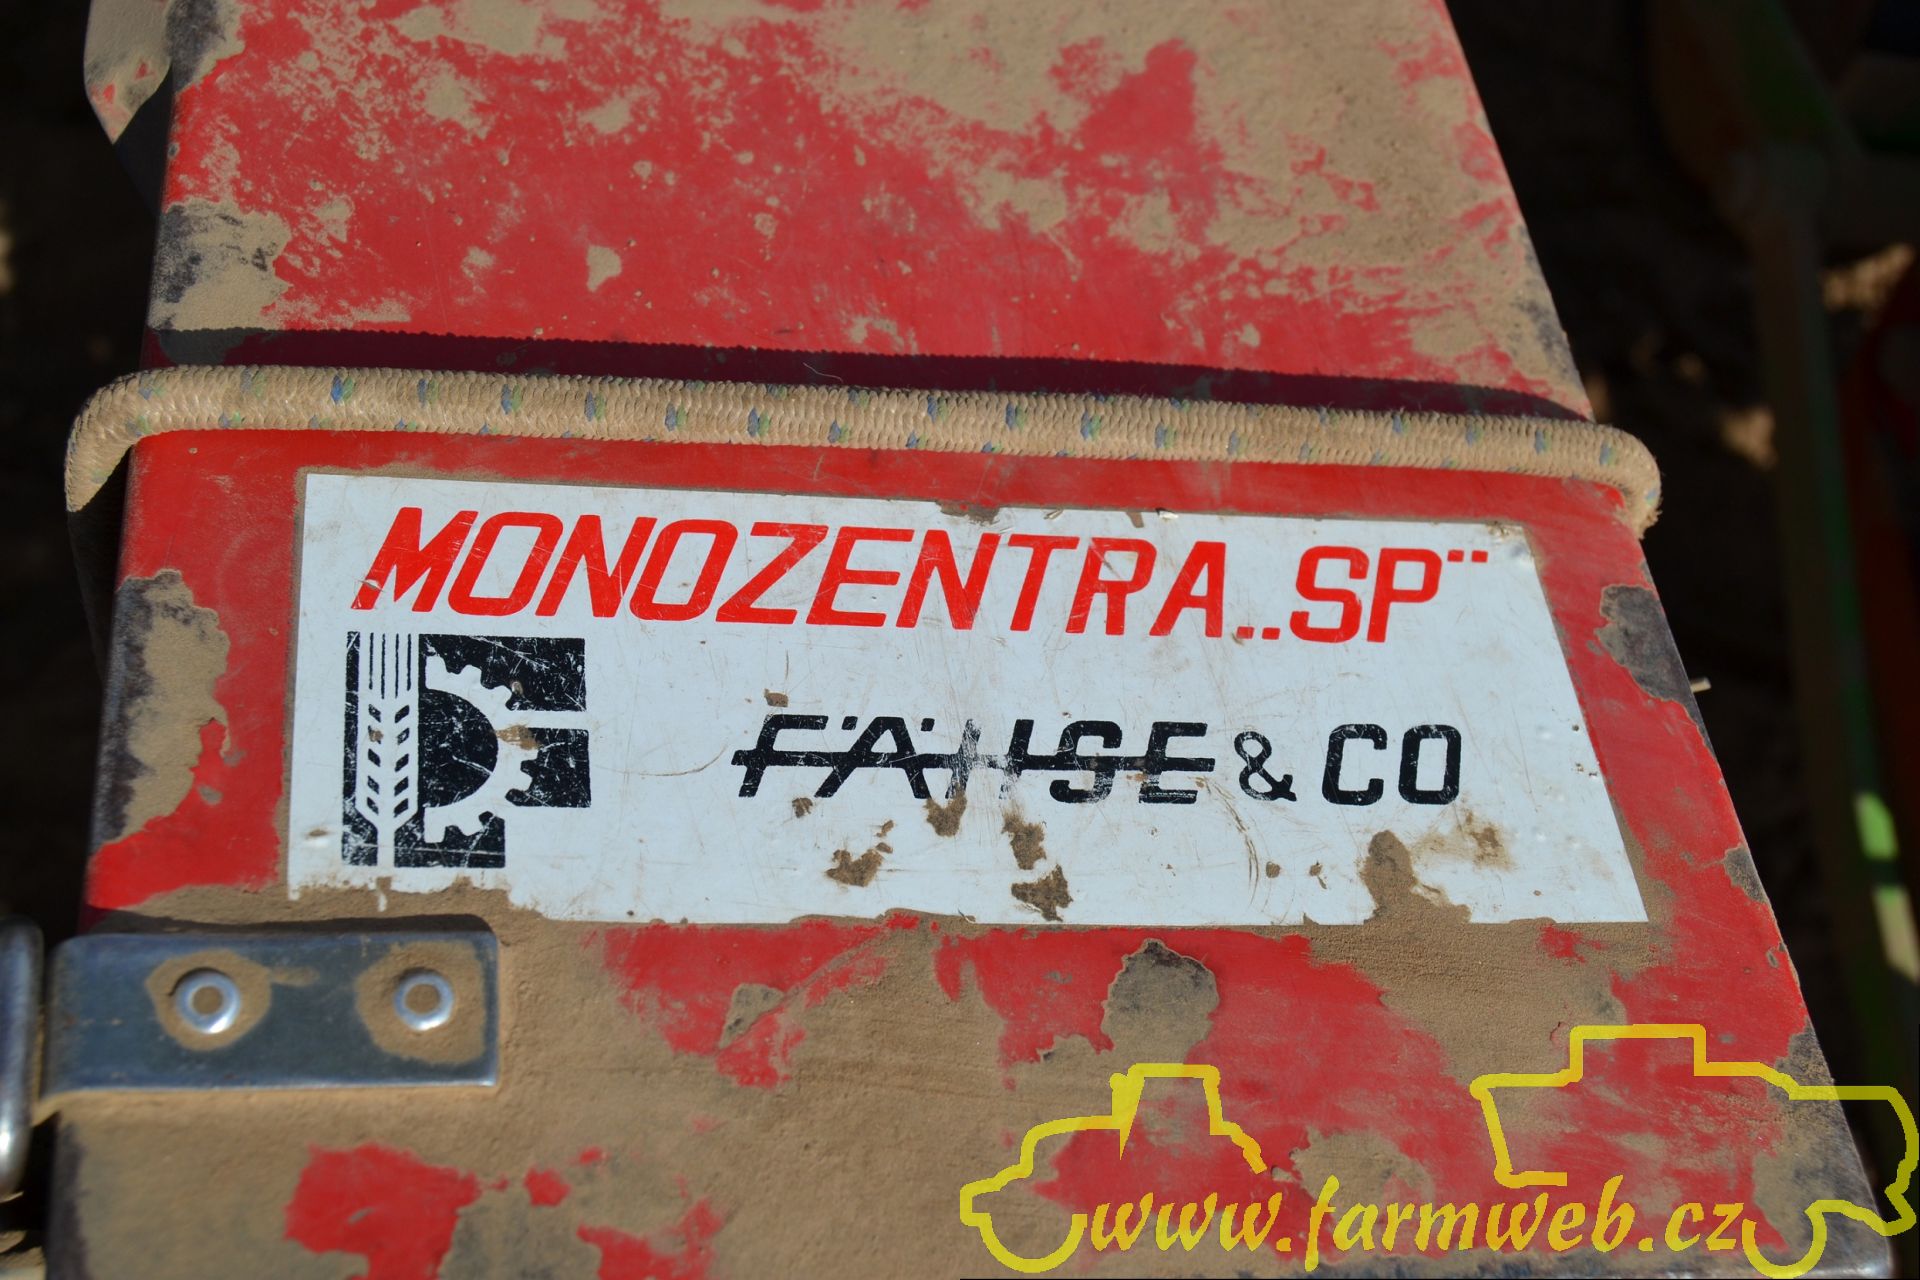 MONOZENTRA „SP"
FÄHSE & CO
www.farmweb.cz